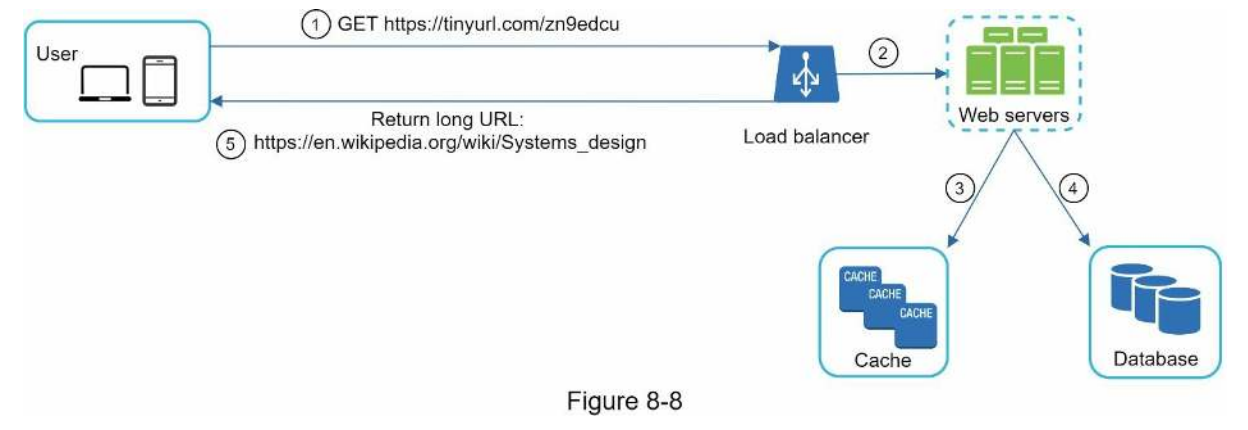 1 GET https://tinyurl.com/zn9edcu
User
2
Return long URL:
5 https://en.wikipedia.org/wiki/Systems_design
Load balancer
Web servers
3
4
CACHE
CACHE
CACHE
Cache
Database
Figure 8-8